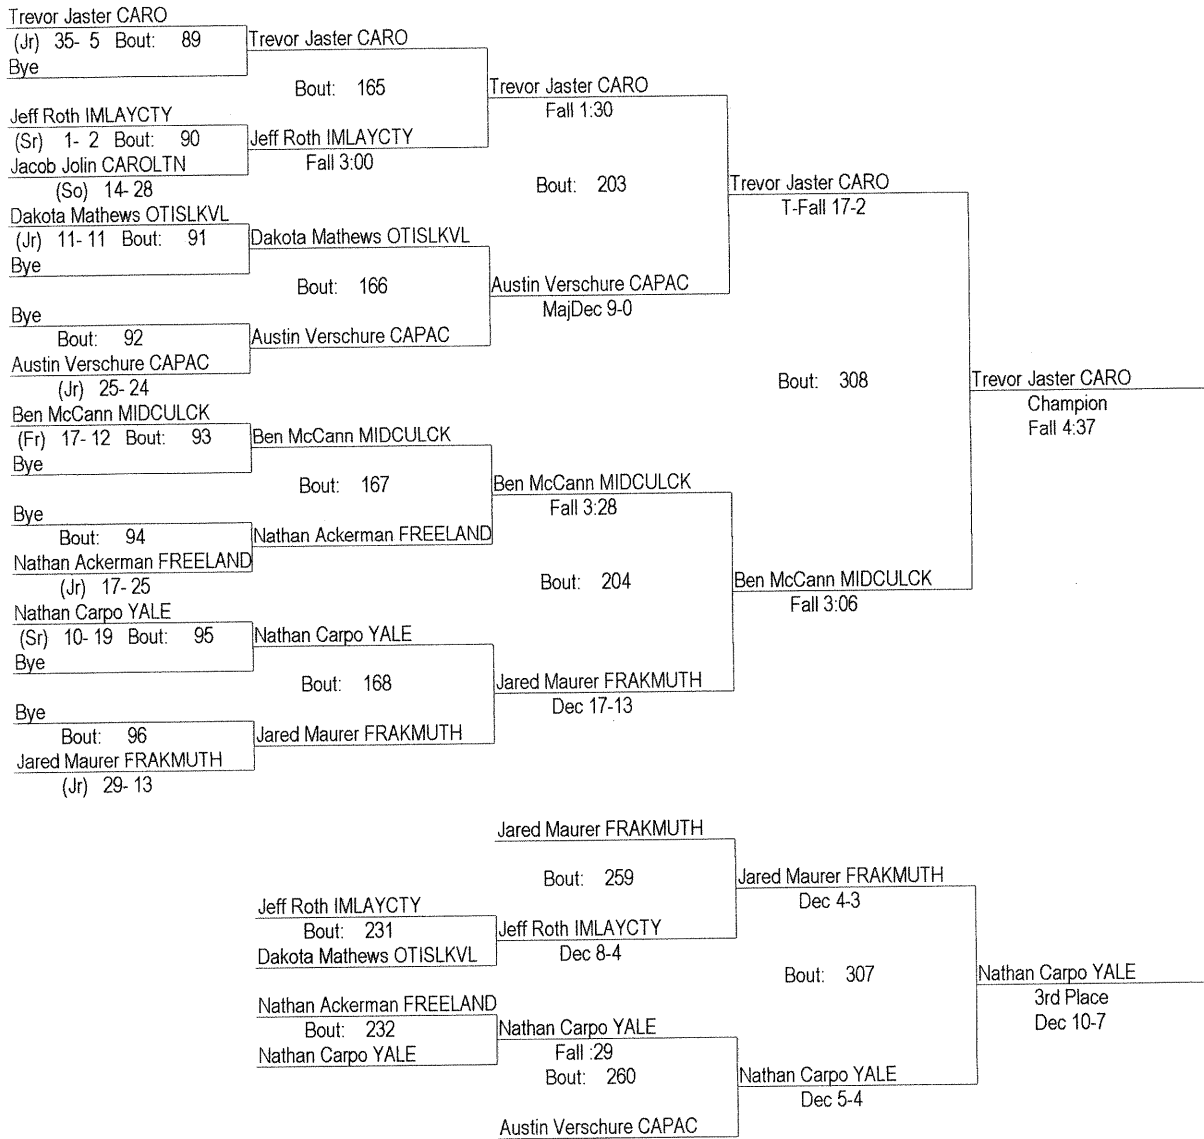 Trevor Jaster CARO
(Jr) 35- 5 Bout: 89
Bye
Trevor Jaster CARO
Bout: 165
Jeff Roth IMLAYCTY
(Sr) 1- 2 Bout: 90
Jacob Jolin CAROLTN
(So) 14- 28
Jeff Roth IMLAYCTY
Fall 3:00
Trevor Jaster CARO
Fall 1:30
Bout: 203
Dakota Mathews OTISLKVL
(Jr) 11- 11 Bout: 91
Bye
Dakota Mathews OTISLKVL
Bout: 166
Bye
Bout: 92
Austin Verschure CAPAC
(Jr) 25- 24
Austin Verschure CAPAC
Austin Verschure CAPAC
MajDec 9-0
Trevor Jaster CARO
T-Fall 17-2
Bout: 308
Trevor Jaster CARO
Champion
Fall 4:37
Ben McCann MIDCULCK
(Fr) 17- 12 Bout: 93
Bye
Ben McCann MIDCULCK
Bout: 167
Bye
Bout: 94
Nathan Ackerman FREELAND
(Jr) 17- 25
Nathan Ackerman FREELAND
Ben McCann MIDCULCK
Fall 3:28
Bout: 204
Ben McCann MIDCULCK
Fall 3:06
Nathan Carpo YALE
(Sr) 10- 19 Bout: 95
Bye
Nathan Carpo YALE
Bout: 168
Bye
Bout: 96
Jared Maurer FRAKMUTH
(Jr) 29- 13
Jared Maurer FRAKMUTH
Jared Maurer FRAKMUTH
Dec 17-13
Jared Maurer FRAKMUTH
Bout: 259
Jeff Roth IMLAYCTY
Bout: 231
Dakota Mathews OTISLKVL
Jeff Roth IMLAYCTY
Dec 8-4
Jared Maurer FRAKMUTH
Dec 4-3
Bout: 307
Nathan Carpo YALE
3rd Place
Dec 10-7
Nathan Ackerman FREELAND
Bout: 232
Nathan Carpo YALE
Nathan Carpo YALE
Fall :29
Bout: 260
Nathan Carpo YALE
Dec 5-4
Austin Verschure CAPAC